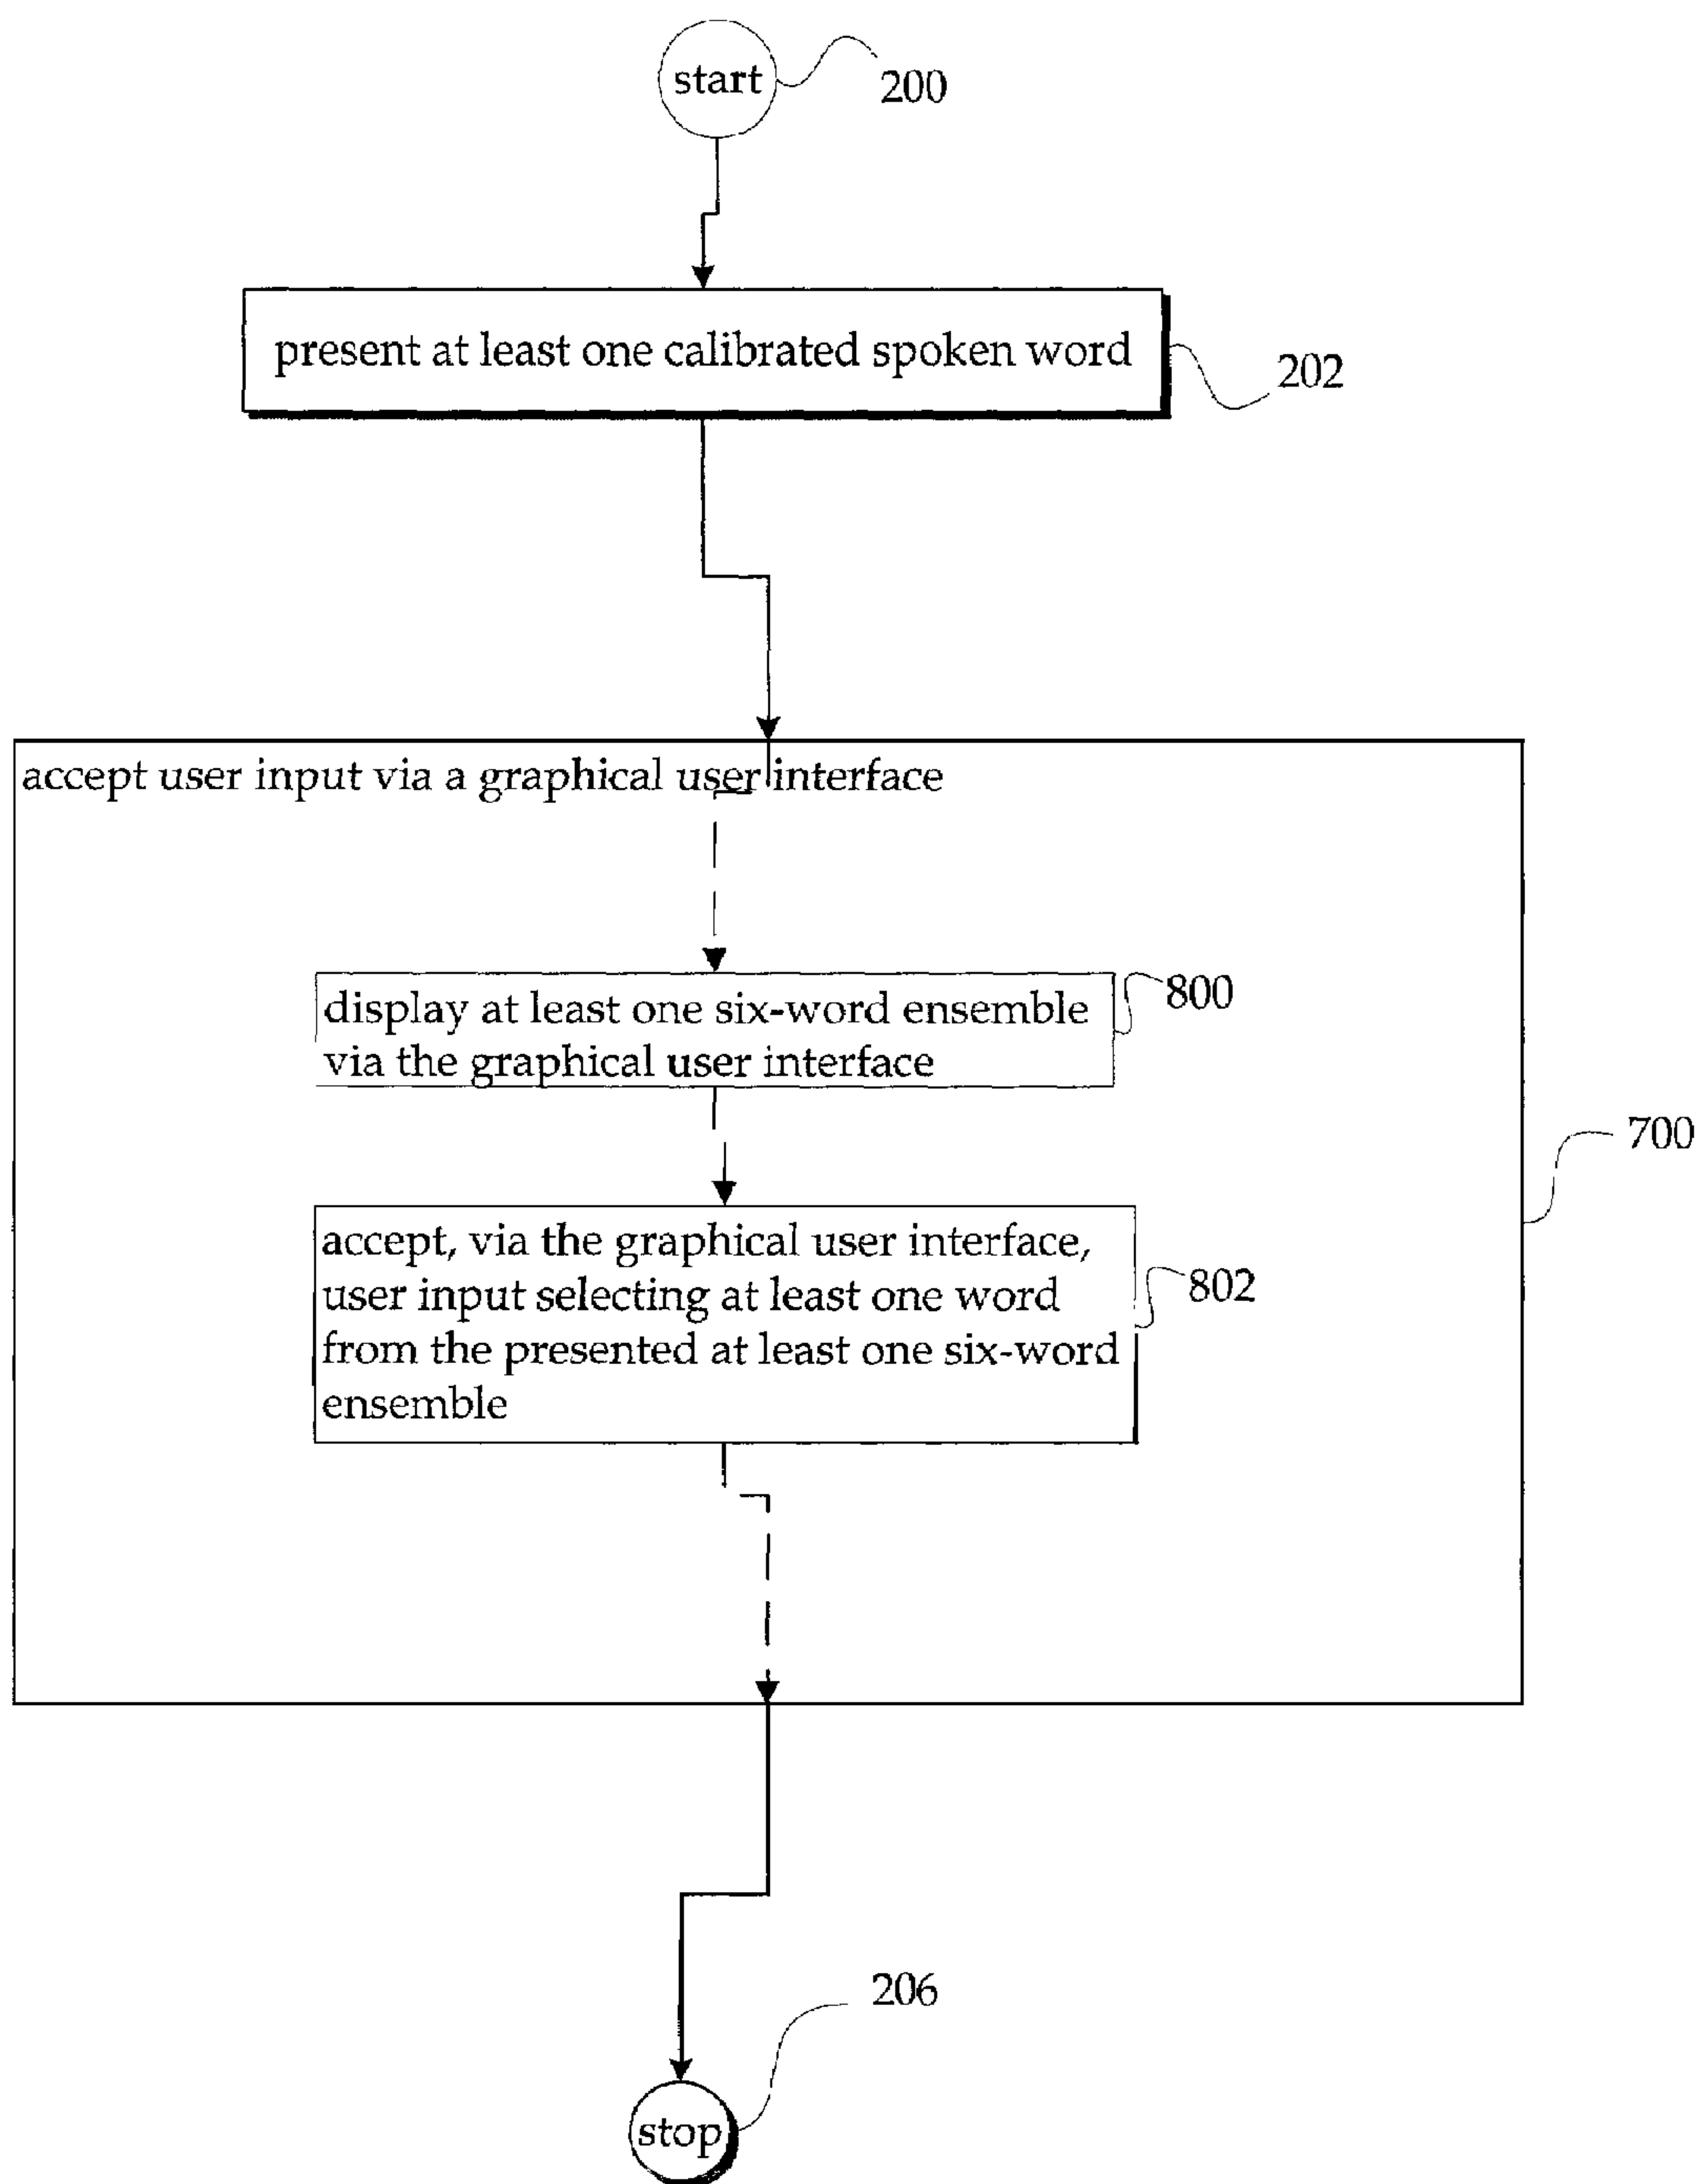 start
200
present at least one calibrated spoken word
202
accept user input via a graphical user interface
display at least one six-word ensemble
via the graphical user interface
800
700
accept, via the graphical user interface,
user input selecting at least one word
from the presented at least one six-word
ensemble
802
206
stop